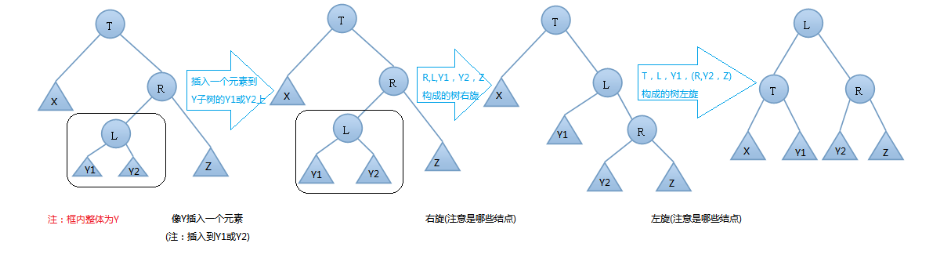 T
R
X
L
Y1
Y2
Z
注：框内整体为Y
插入一个元素到
Y子树的Y1或Y2上
像Y插入一个元素
(注：插入到Y1或Y2)
T
R
X
L
Y1
Y2
Z
R,L,Y1，Y2，Z
构成的树右旋
右旋(注意是哪些结点)
T
X
L
Y1
R
Y2
Z
T，L，Y1，(R,Y2，Z)
构成的树左旋
左旋(注意是哪些结点)
L
T
R
X
Y1
Y2
Z